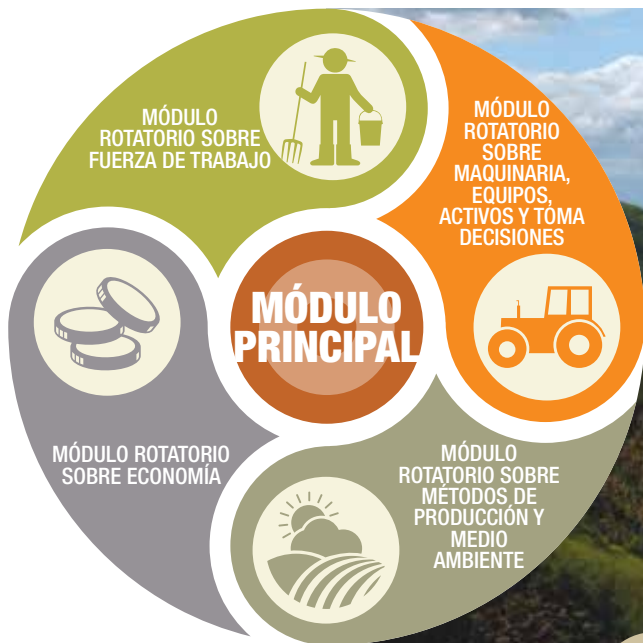 MÓDULO
ROTATORIO SOBRE
FUERZA DE TRABAJO
MÓDULO
ROTATORIO
SOBRE
MAQUINARIA,
EQUIPOS,
ACTIVOS Y TOMA
DECISIONES
MÓDULO
PRINCIPAL
MÓDULO ROTATORIO
SOBRE ECONOMÍA
MÓDULO
ROTATORIO SOBRE
MÉTODOS DE
PRODUCCIÓN Y
MEDIO
AMBIENTE